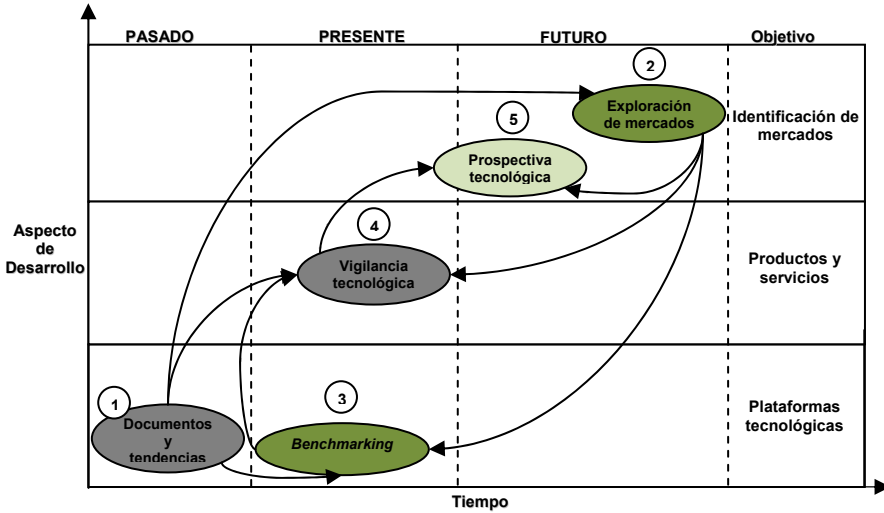 PASADO PRESENTE FUTURO Objetivo
2
Exploración
de mercados
Identificación de
mercados
5
Prospectiva
tecnológica
Aspecto
de
Desarrollo
4
Vigilancia
tecnológica
Productos y
servicios
1
Documentos
y
tendencias
3
Benchmarking
Plataformas
tecnológicas
Tiempo